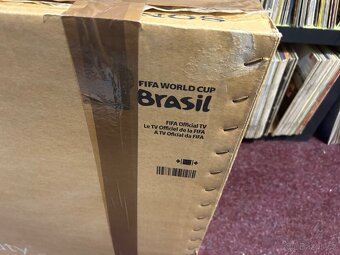 FIFA WORLD CUP
Brasil
FIFA Official TV
Le TV Officiel de la FIFA
A TV Oficial da FIFA